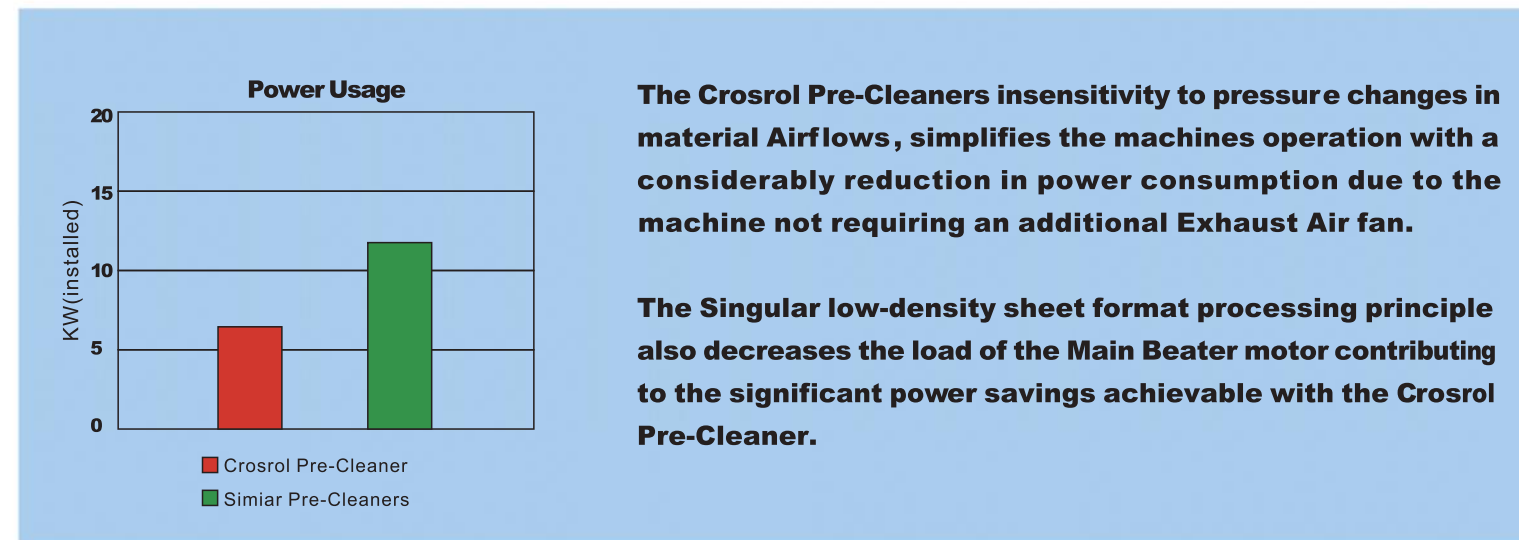 Power Usage
20
15
10
5
0
KW(installed)
Crosrol Pre-Cleaner
Simiar Pre-Cleaners
The Crosrol Pre-Cleaners insensitivity to pressure changes in
material Airflows, simplifies the machines operation with a
considerably reduction in power consumption due to the
machine not requiring an additional Exhaust Air fan.
The Singular low-density sheet format processing principle
also decreases the load of the Main Beater motor contributing
to the significant power savings achievable with the Crosrol
Pre-Cleaner.